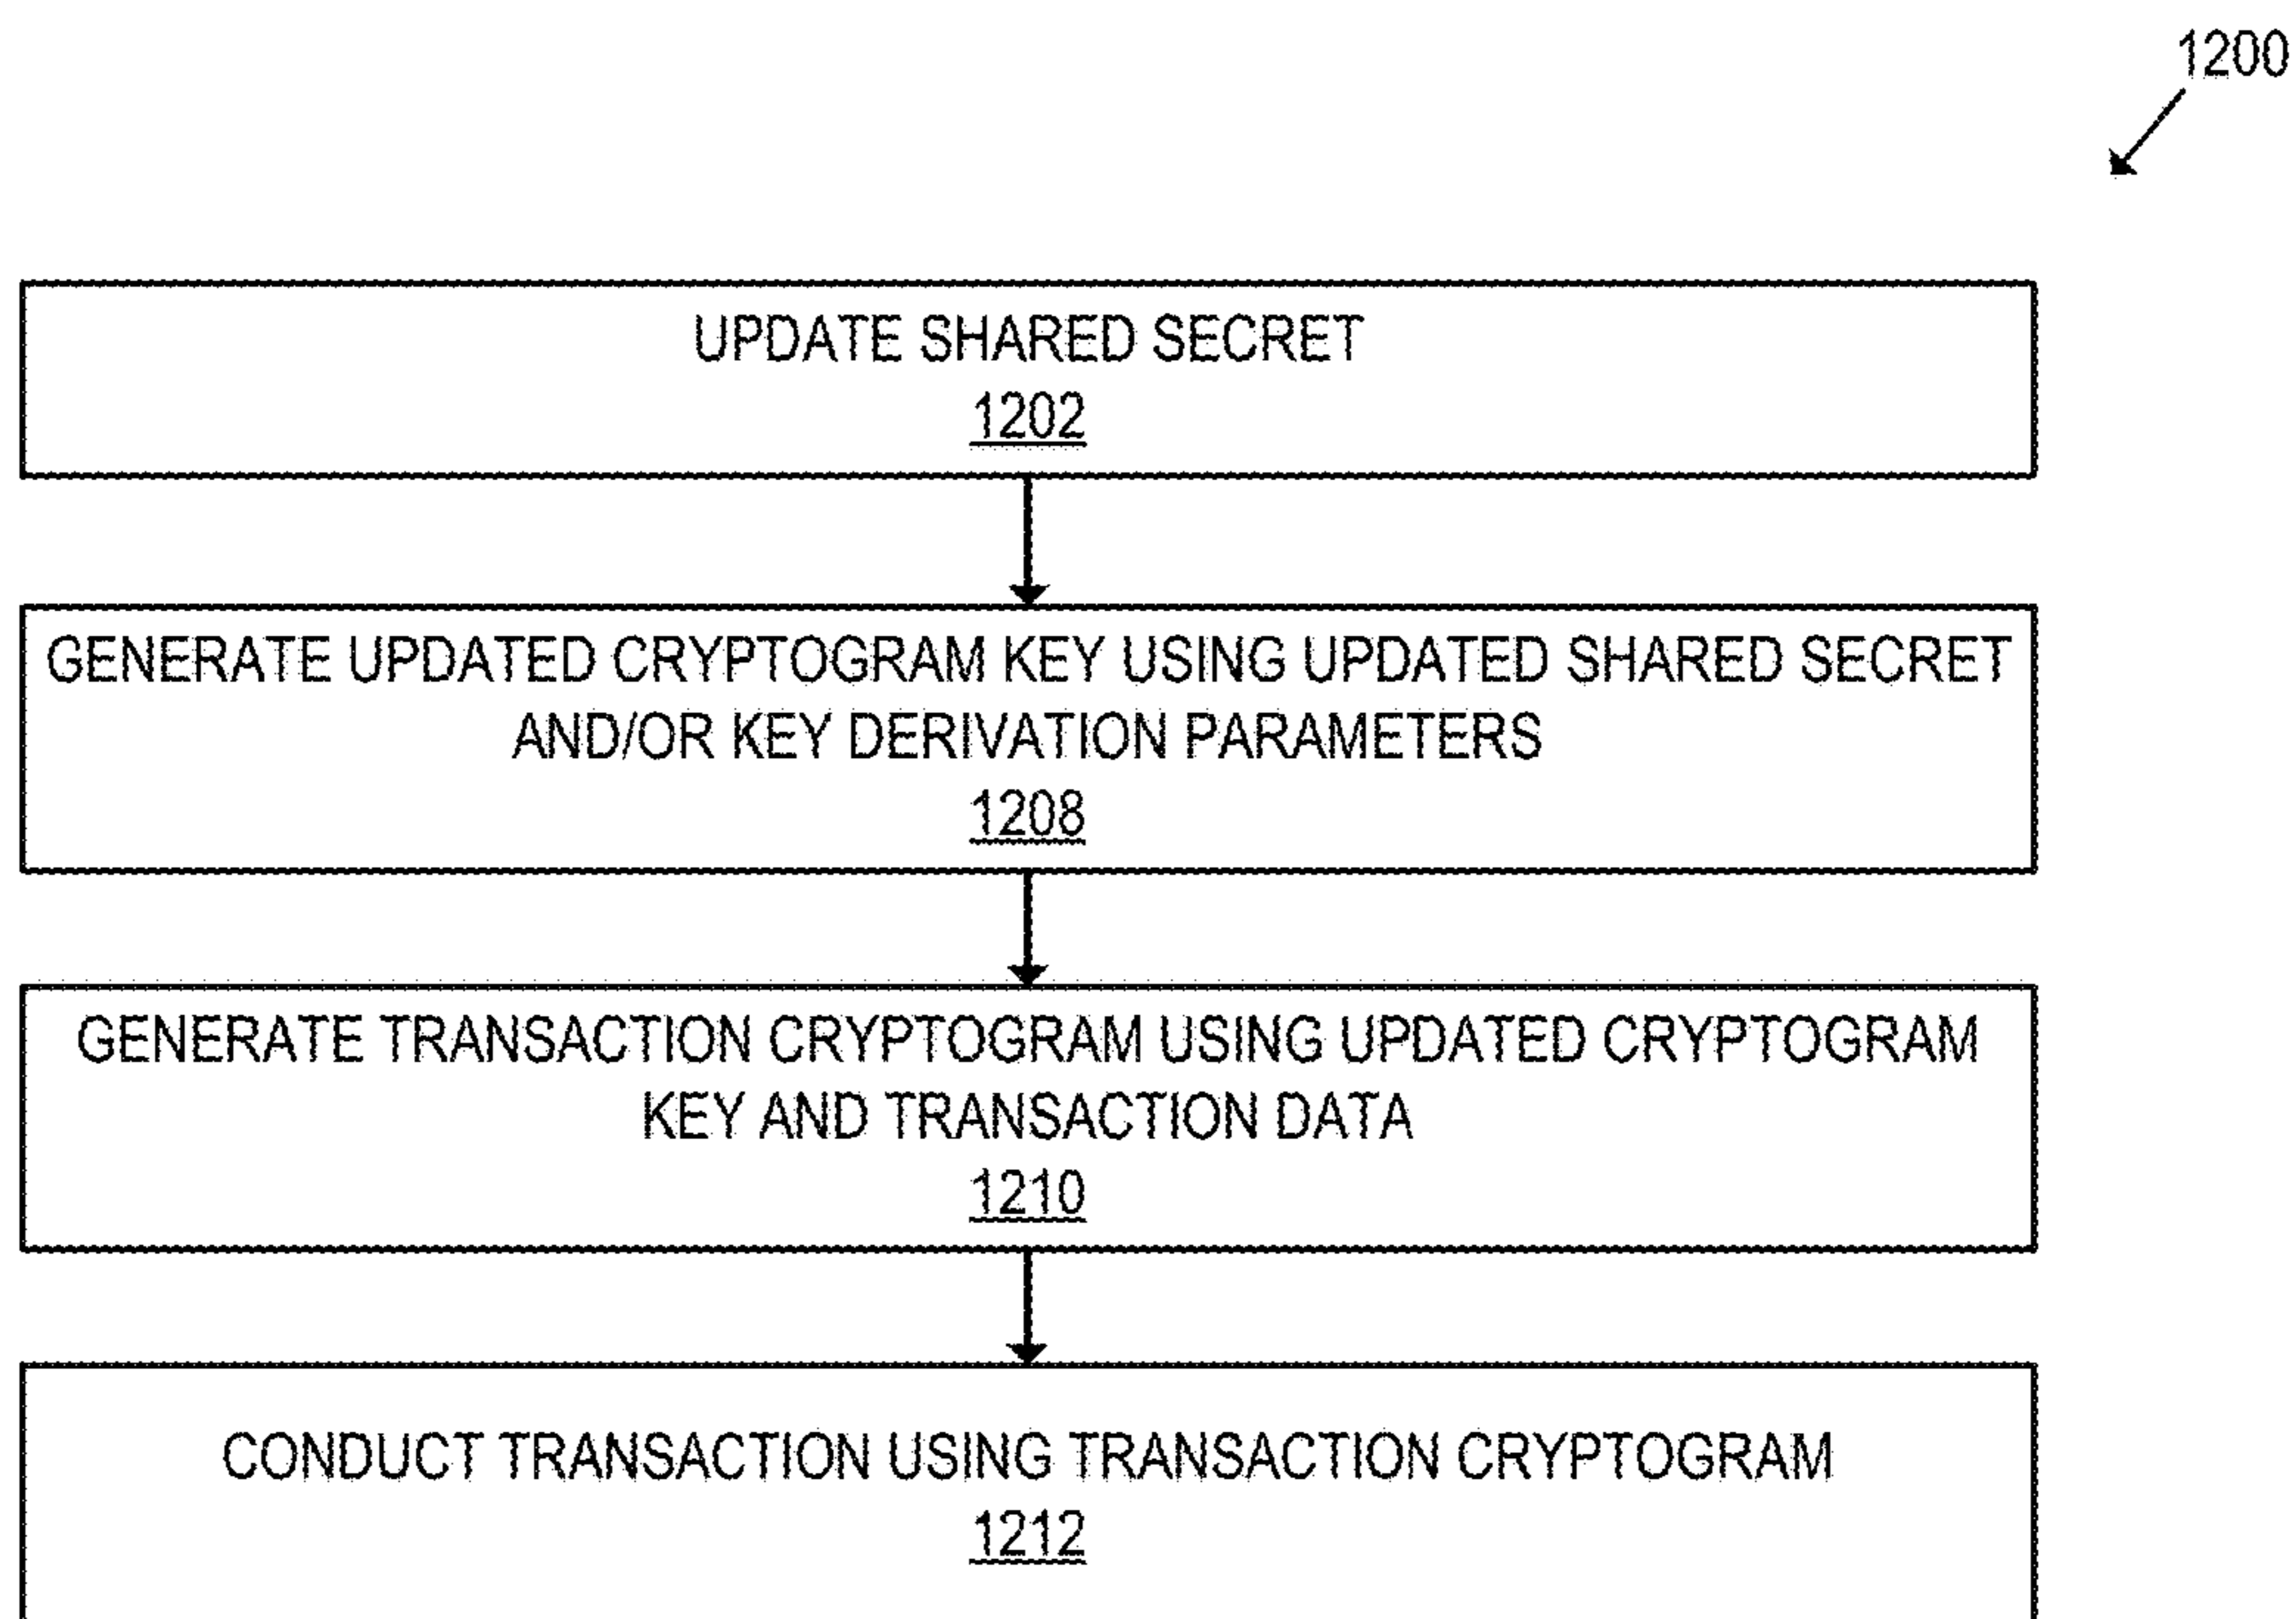 1200
UPDATE SHARED SECRET
1202
GENERATE UPDATED CRYPTOGRAM KEY USING UPDATED SHARED SECRET
AND/OR KEY DERIVATION PARAMETERS
1208
GENERATE TRANSACTION CRYPTOGRAM USING UPDATED CRYPTOGRAM
KEY AND TRANSACTION DATA
1210
CONDUCT TRANSACTION USING TRANSACTION CRYPTOGRAM
1212